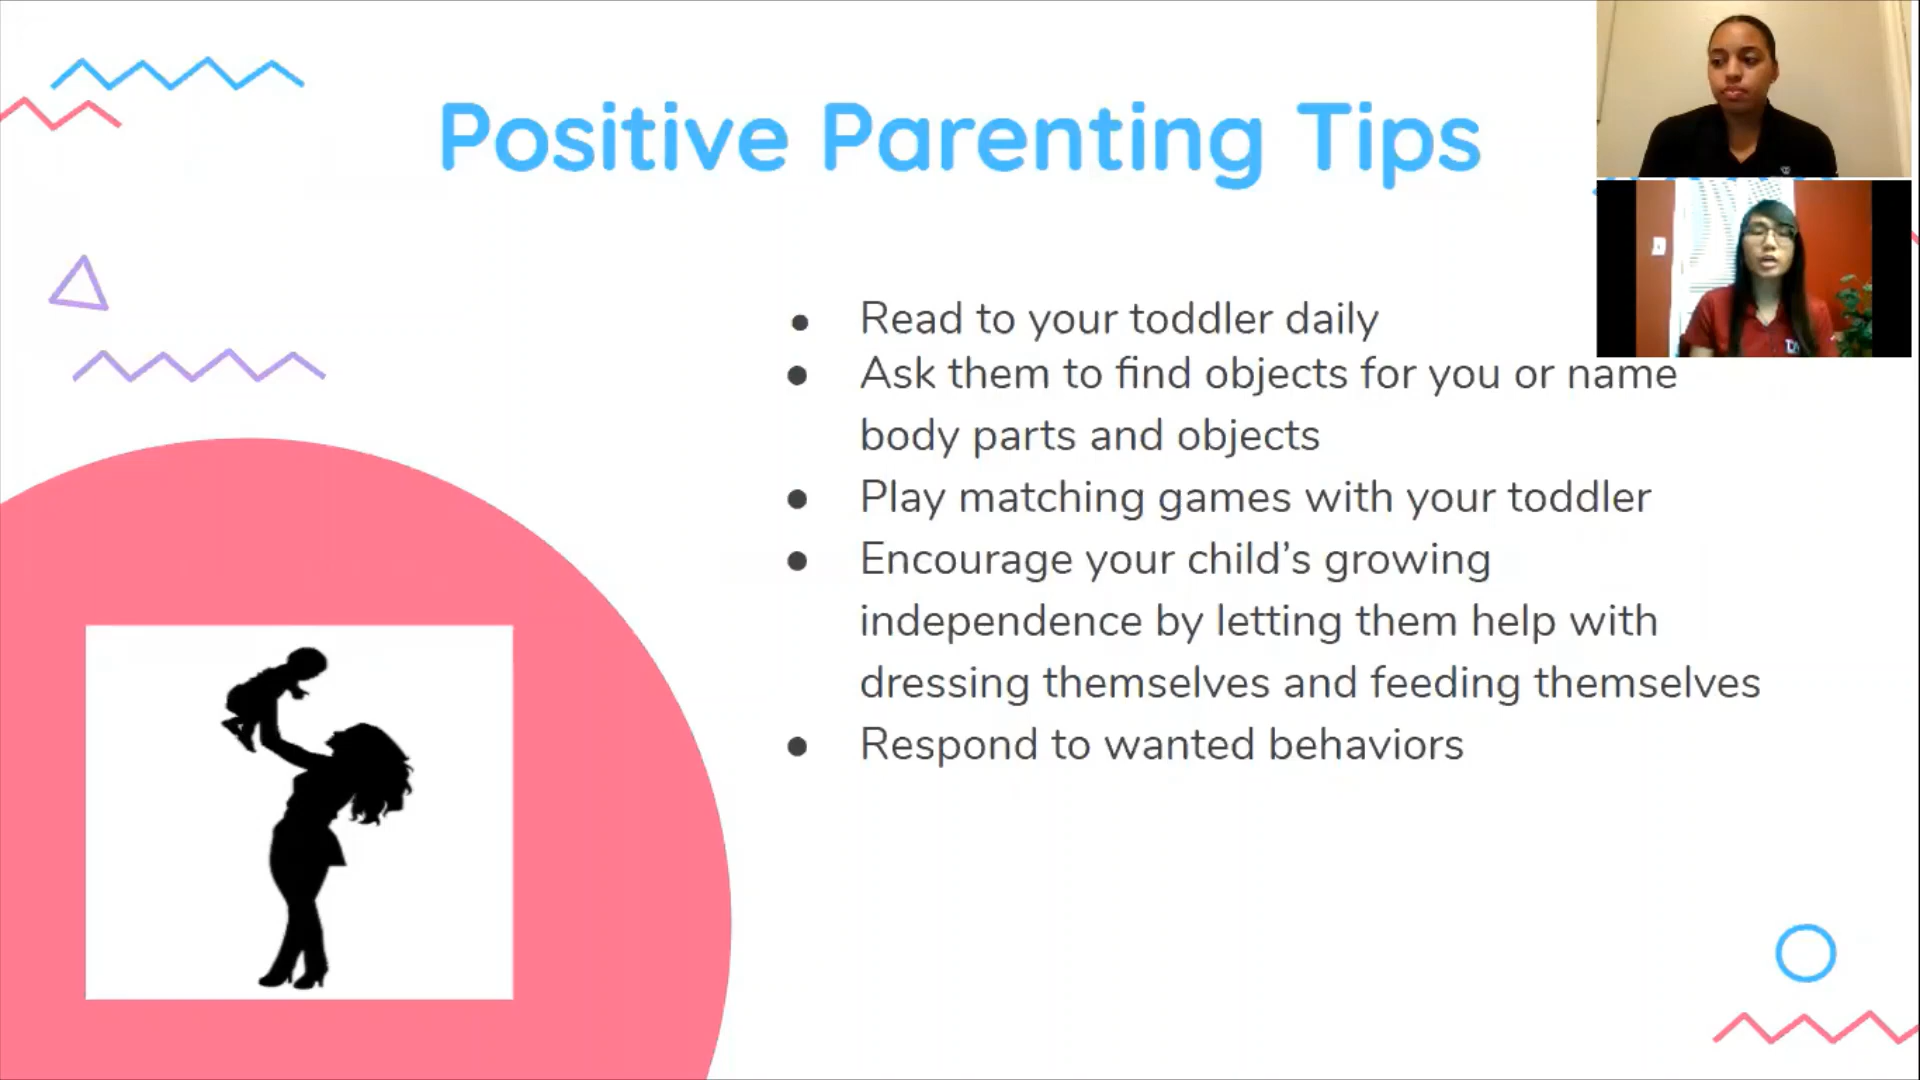 Positive Parenting Tips
● Read to your toddler daily
● Ask them to find objects for you or name
body parts and objects
● Play matching games with your toddler
● Encourage your child’s growing
independence by letting them help with
dressing themselves and feeding themselves
● Respond to wanted behaviors